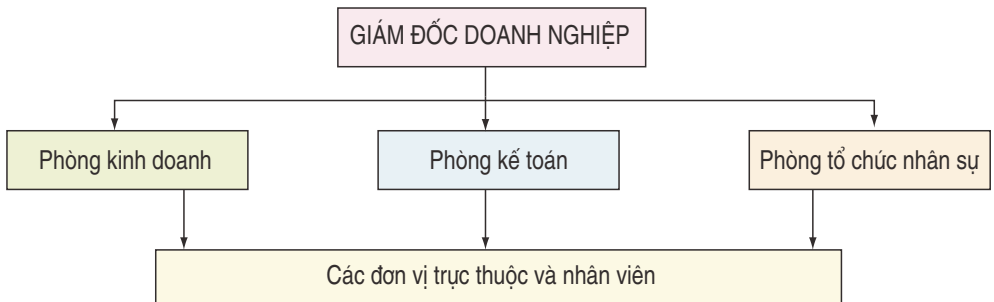 GIÁM ĐỐC DOANH NGHIỆP
Phòng kinh doanh
Phòng kế toán
Phòng tổ chức nhân sự
Các đơn vị trực thuộc và nhân viên